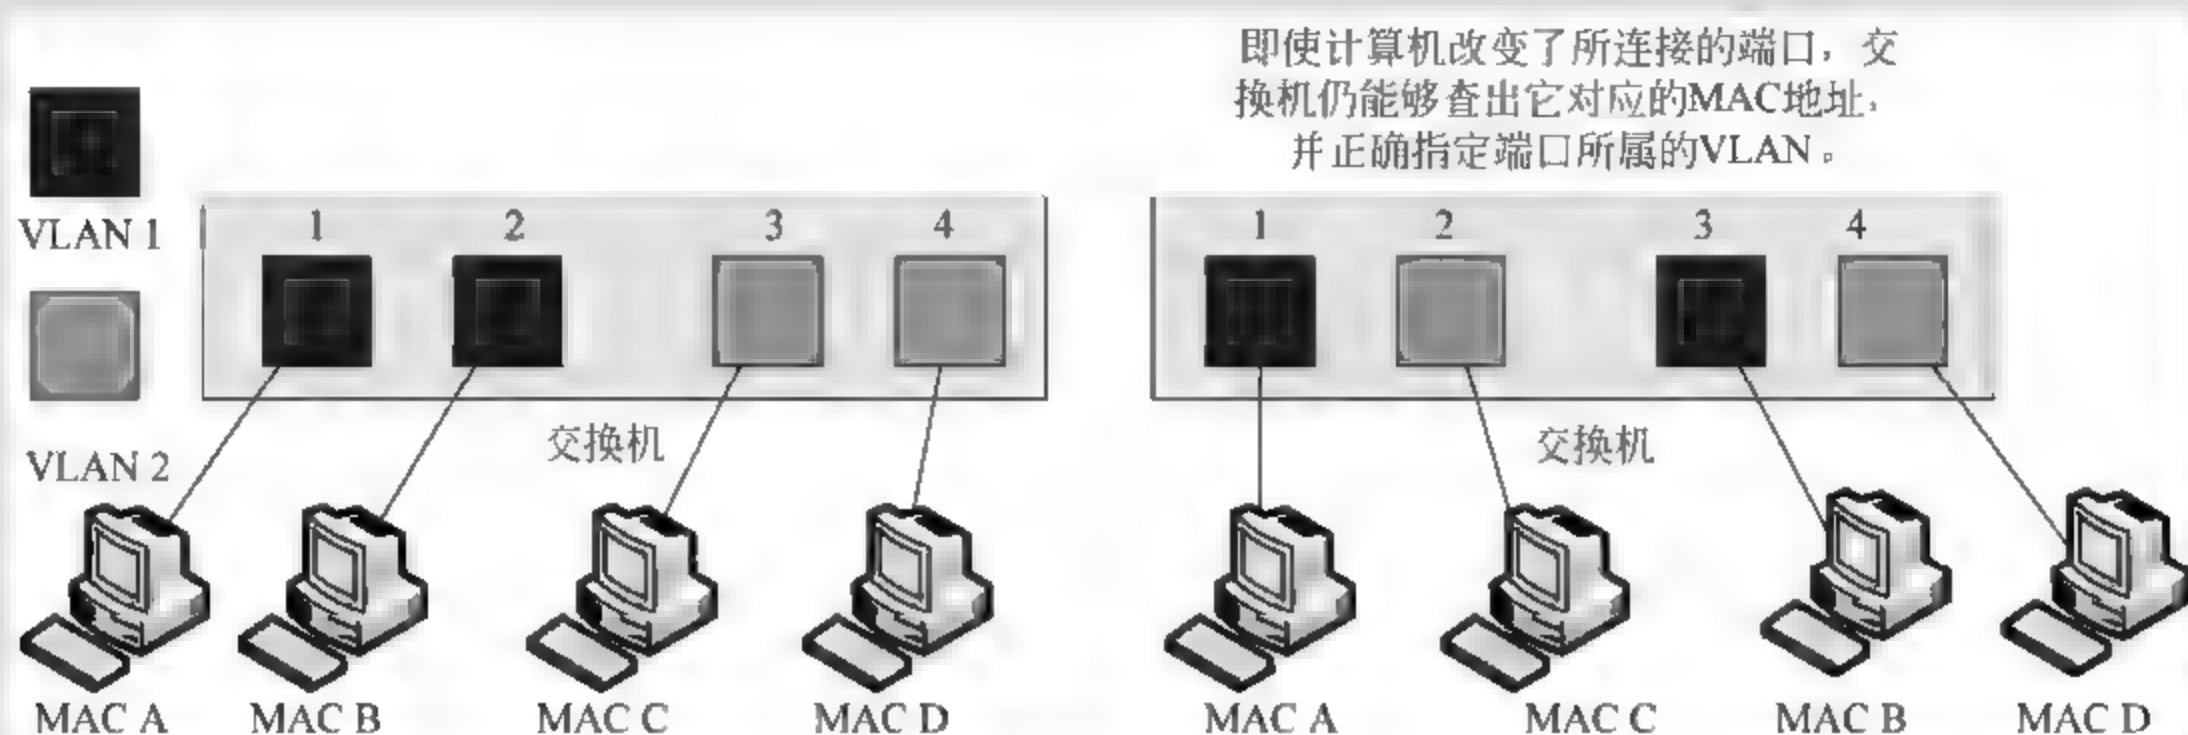 即使计算机改变了所连接的端口，交
换机仍能够查出它对应的MAC地址，
并正确指定端口所属的VLAN。
VLAN 1
VLAN 2
1 2 3 4
交换机
MAC A MAC B MAC C MAC D
1 2 3 4
交换机
MAC A MAC C MAC B MAC D